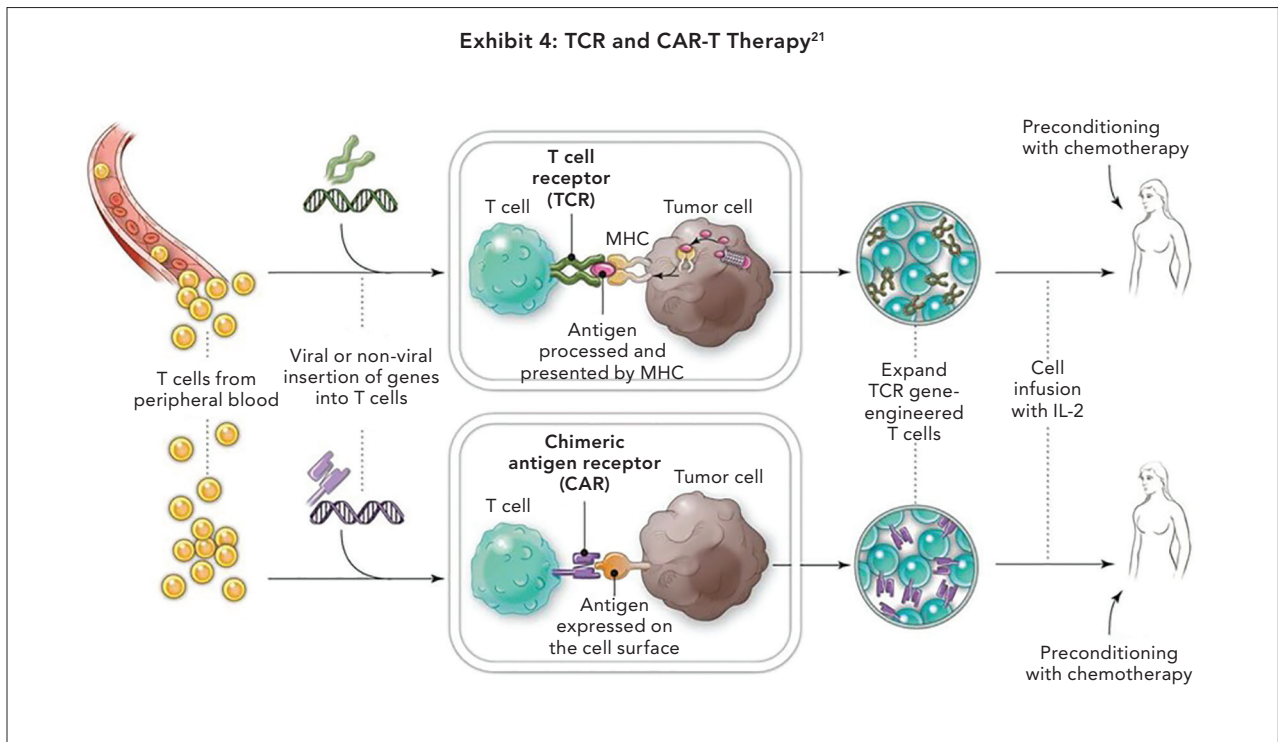 Exhibit 4: TCR and CAR-T Therapy21
Preconditioning
with chemotherapy
T cell
receptor
(TCR)
T cell
Tumor cell
MHC
Antigen
processed and
presented by MHC
T cells from
peripheral blood
Viral or non-viral
insertion of genes
into T cells
Expand
TCR gene-
engineered
T cells
Cell
infusion
with IL-2
Chimeric
antigen receptor
(CAR)
T cell
Tumor cell
Antigen
expressed on
the cell surface
Preconditioning
with chemotherapy